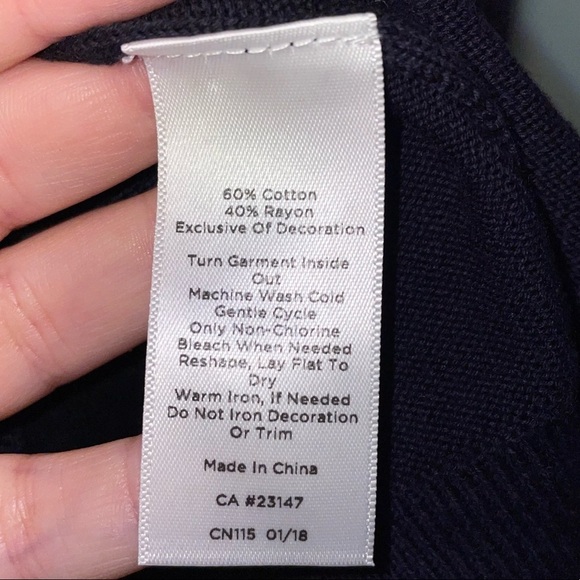 60% Cotton
40% Rayon
Exclusive Of Decoration
Turn Garment Inside
Out
Machine Wash Cold
Gentle Cycle
Only Non-Chlorine
Bleach When Needed
Reshape, Lay Flat To
Dry
Warm Iron, If Needed
Do Not Iron Decoration
Or Trim
Made In China
CA #23147
CN115 01/18